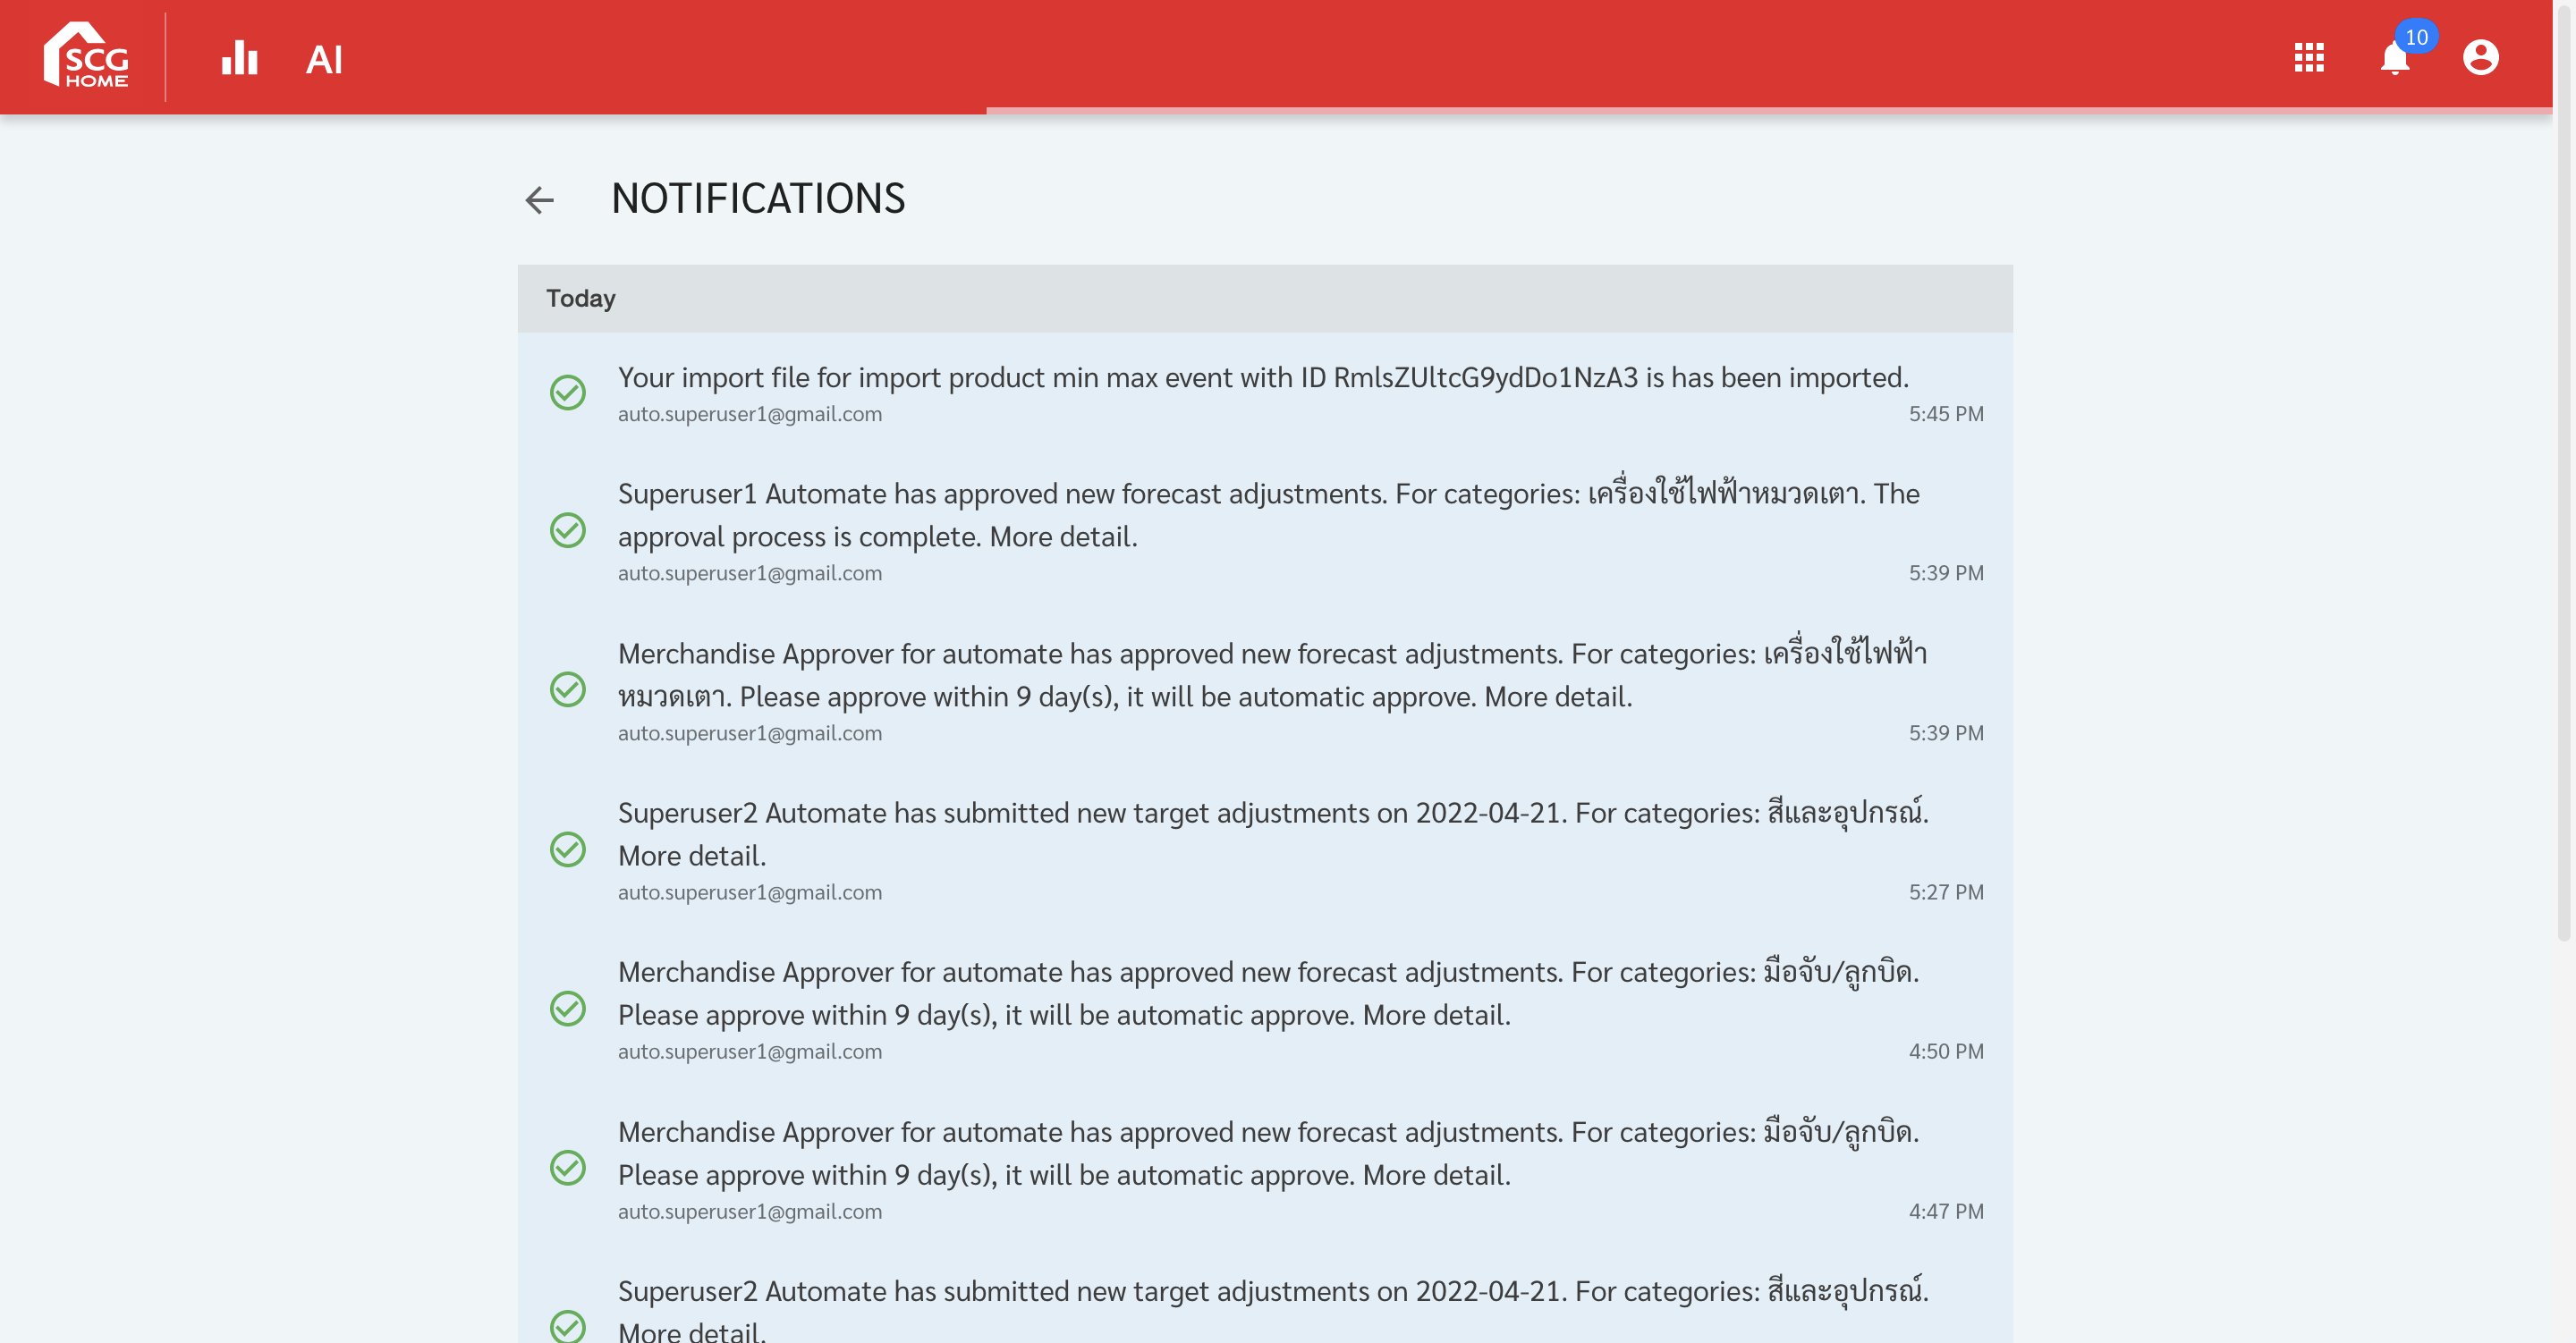 SCG
HOME
AI
10
NOTIFICATIONS
Today
Your import file for import product min max event with ID RmlsZUltcG9ydDo1NzA3 is has been imported.
auto.superuser1@gmail.com 5:45 PM
Superuser1 Automate has approved new forecast adjustments. For categories: เครื่องใช้ไฟฟ้าหมวดเตา. The
approval process is complete. More detail.
auto.superuser1@gmail.com 5:39 PM
Merchandise Approver for automate has approved new forecast adjustments. For categories: เครื่องใช้ไฟฟ้า
หมวดเตา. Please approve within 9 day(s), it will be automatic approve. More detail.
auto.superuser1@gmail.com 5:39 PM
Superuser2 Automate has submitted new target adjustments on 2022-04-21. For categories: สีและอุปกรณ์.
More detail.
auto.superuser1@gmail.com 5:27 PM
Merchandise Approver for automate has approved new forecast adjustments. For categories: มือจับ/ลูกบิด.
Please approve within 9 day(s), it will be automatic approve. More detail.
auto.superuser1@gmail.com 4:50 PM
Merchandise Approver for automate has approved new forecast adjustments. For categories: มือจับ/ลูกบิด.
Please approve within 9 day(s), it will be automatic approve. More detail.
auto.superuser1@gmail.com 4:47 PM
Superuser2 Automate has submitted new target adjustments on 2022-04-21. For categories: สีและอุปกรณ์.
More detail.